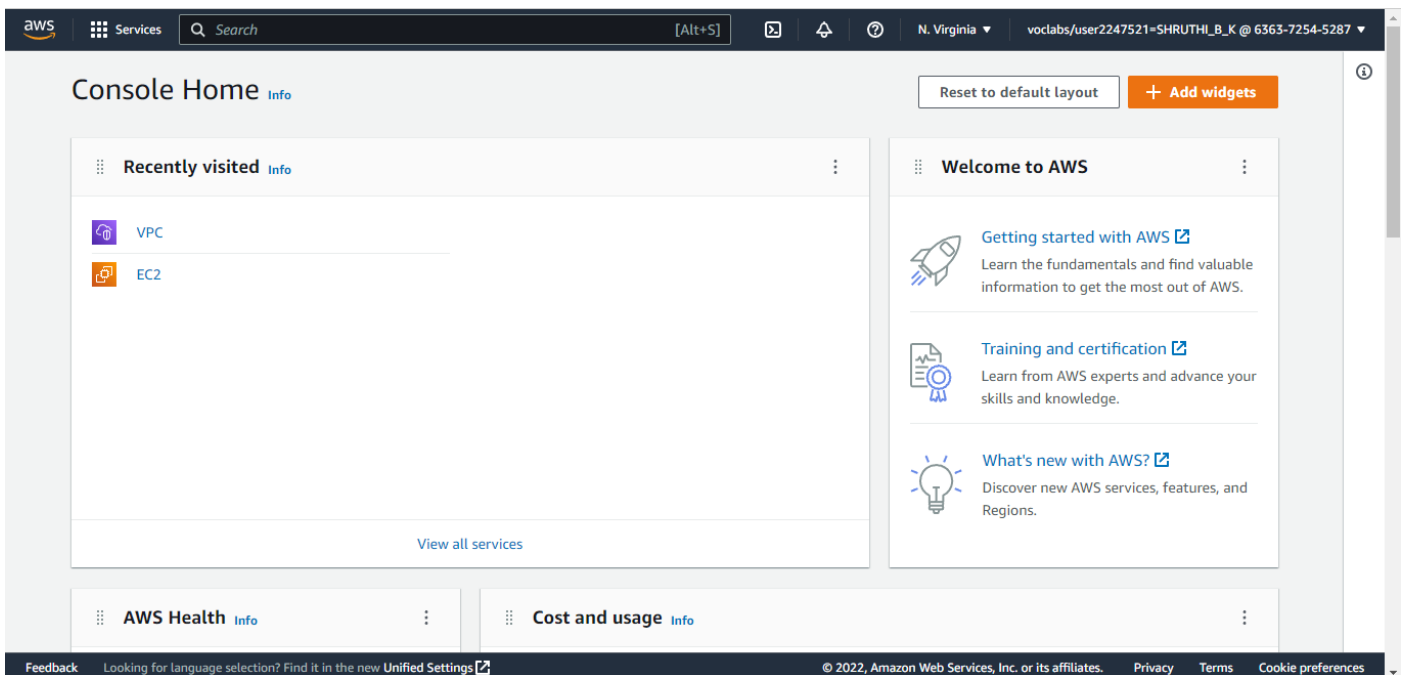 aws
Services
Search [Alt+S]
N. Virginia ▼
voclabs/user2247521=SHRUTHI_B_K @ 6363-7254-5287 ▼
Console Home Info
Reset to default layout
+ Add widgets
Recently visited Info
VPC
EC2
View all services
Welcome to AWS
Getting started with AWS
Learn the fundamentals and find valuable
information to get the most out of AWS.
Training and certification
Learn from AWS experts and advance your
skills and knowledge.
What's new with AWS?
Discover new AWS services, features, and
Regions.
AWS Health Info
Cost and usage Info
Feedback
Looking for language selection? Find it in the new Unified Settings
© 2022, Amazon Web Services, Inc. or its affiliates.
Privacy
Terms
Cookie preferences